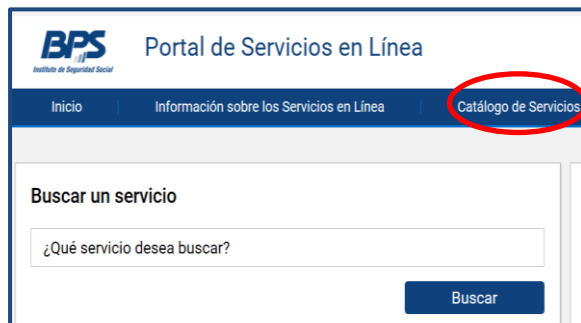 BPS
Instituto de Seguridad Social
Portal de Servicios en Línea
Inicio
Información sobre los Servicios en Línea
Catálogo de Servicios
Buscar un servicio
¿Qué servicio desea buscar?
Buscar